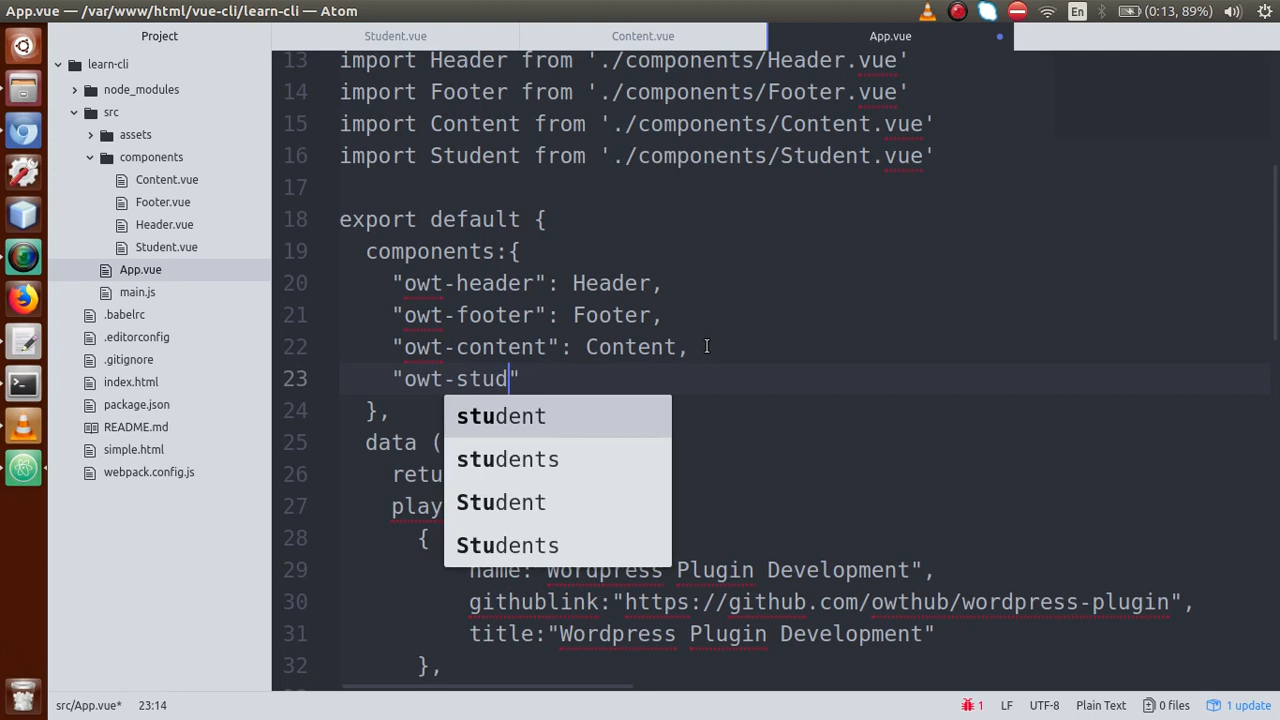 App.vue — /var/www/html/vue-cli/learn-cli — Atom
En
(0:13, 89%)
Project
Student.vue
Content.vue
App.vue
learn-cli
node_modules
src
assets
components
Content.vue
Footer.vue
Header.vue
Student.vue
App.vue
main.js
.babelrc
.editorconfig
.gitignore
index.html
package.json
README.md
simple.html
webpack.config.js
13 import Header from './components/Header.vue'
14 import Footer from './components/Footer.vue'
15 import Content from './components/Content.vue'
16 import Student from './components/Student.vue'
17
18 export default {
19 components:{
20 "owt-header": Header,
21 "owt-footer": Footer,
22 "owt-content": Content,
23 "owt-stud"
24 },
25 data (
26 retu
27 play
28 {
29 name: Wordpress Plugin Development",
30 githublink:"https://github.com/owthub/wordpress-plugin",
31 title:"Wordpress Plugin Development"
32 },
student
students
Student
Students
src/App.vue* 23:14
1 LF UTF-8 Plain Text 0 files 1 update